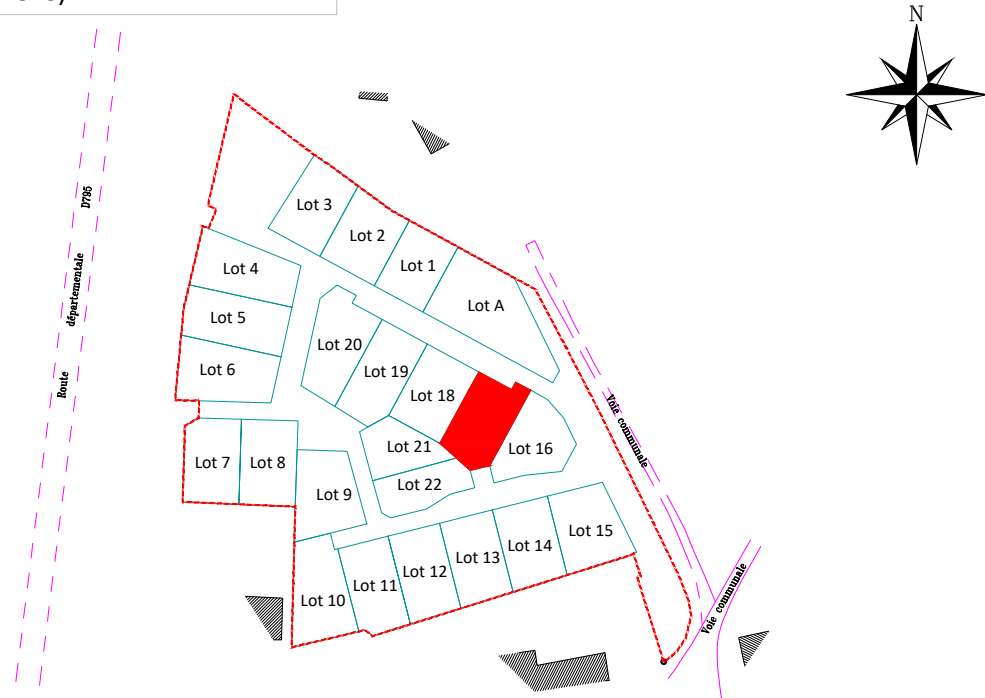 N
D795
départementale
Route
Lot 3
Lot 2
Lot 1
Lot A
Lot 4
Lot 5
Lot 6
Lot 20
Lot 19
Lot 18
Lot 16
Lot 21
Lot 22
Lot 7
Lot 8
Lot 9
Lot 10
Lot 11
Lot 12
Lot 13
Lot 14
Lot 15
Voie communale
Voie communale